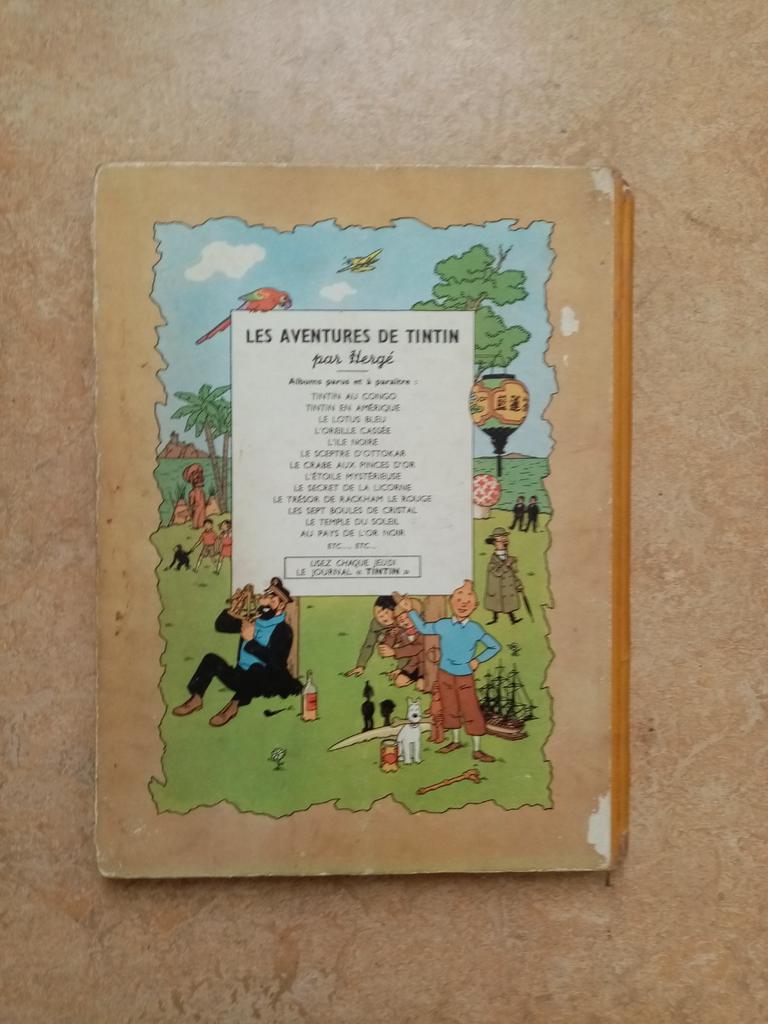 LES AVENTURES DE TINTIN
par Hergé
Albums parus et à paraître :
TINTIN AU CONGO
TINTIN EN AMÉRIQUE
LE LOTUS BLEU
L'OREILLE CASSÉE
L'ILE NOIRE
LE SCEPTRE D'OTTOKAR
LE CRABE AUX PINCES D'OR
L'ÉTOILE MYSTÉRIEUSE
LE SECRET DE LA LICORNE
LE TRÉSOR DE RACKHAM LE ROUGE
LES SEPT BOULES DE CRISTAL
LE TEMPLE DU SOLEIL
AU PAYS DE L'OR NOIR
ETC... ETC...
LISEZ CHAQUE JEUDI
LE JOURNAL « TINTIN »